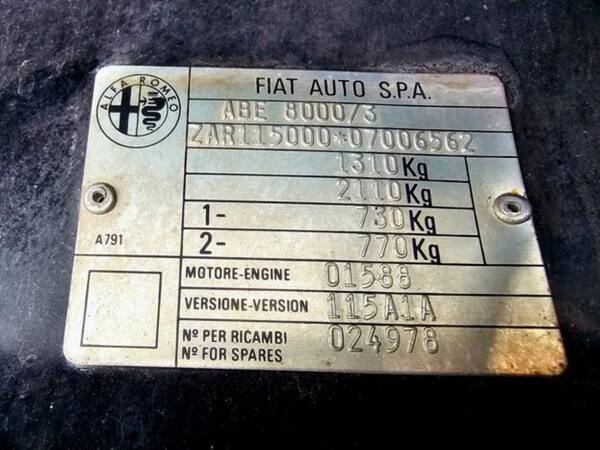 ALFA ROMEO
FIAT AUTO S.P.A.
ABE 8000/3
ZAR115000*07006562
1310Kg
2110Kg
1- 730Kg
A791
2- 770Kg
MOTORE-ENGINE 01588
VERSIONE-VERSION 115A1A
Nº PER RICAMBI 024978
Nº FOR SPARES